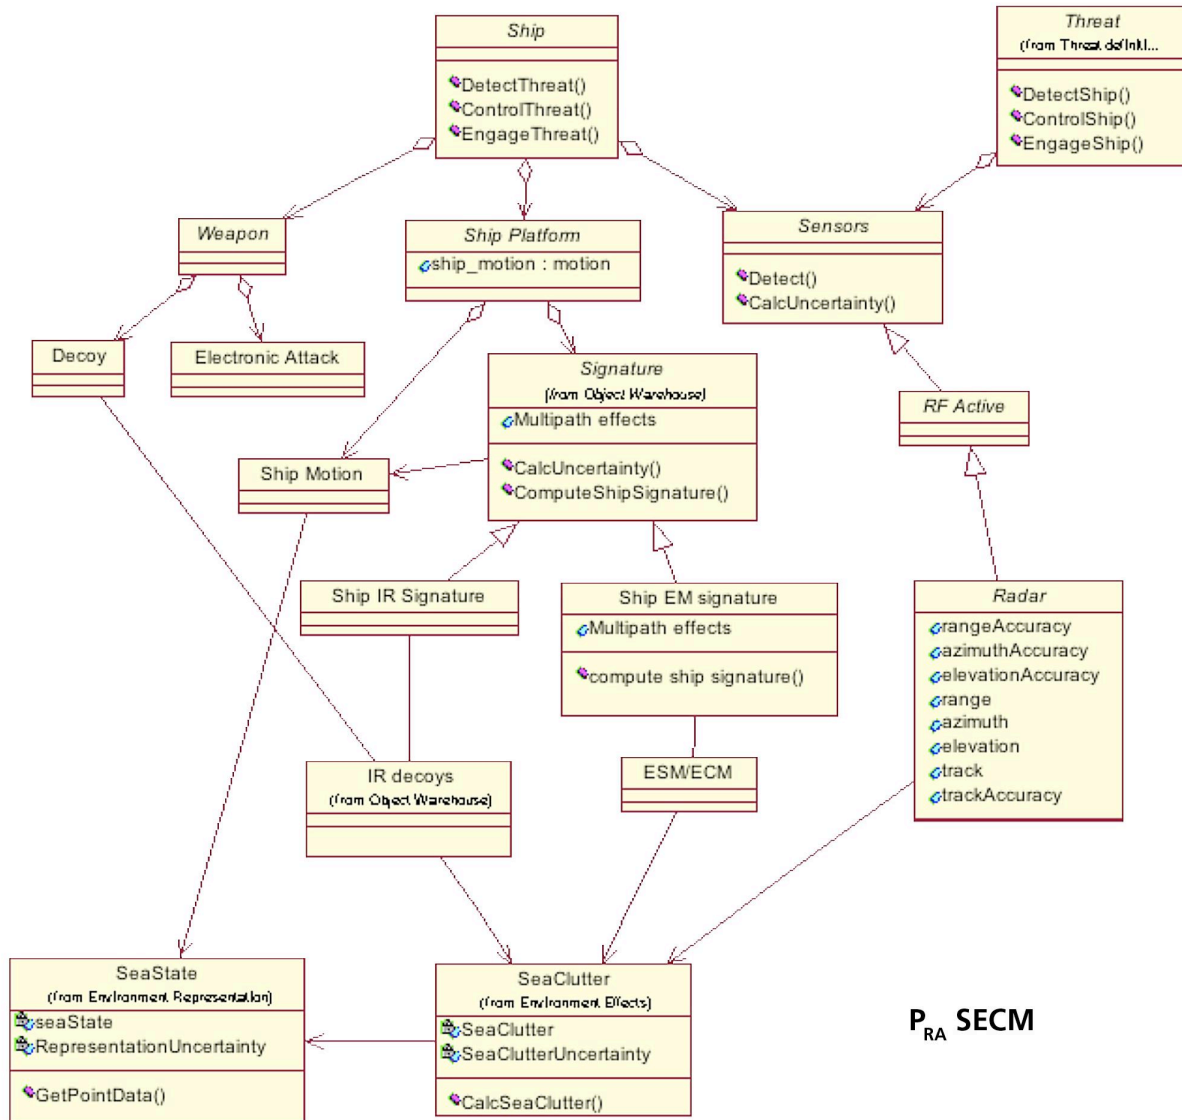 Ship
DetectThreat()
ControlThreat()
EngageThreat()
Threat
(from Threat definiti...
DetectShip()
ControlShip()
EngageShip()
Weapon
Ship Platform
ship_motion : motion
Sensors
Detect()
CalcUncertainty()
Decoy
Electronic Attack
Signature
(from Object Warehouse)
Multipath effects
CalcUncertainty()
ComputeShipSignature()
RF Active
Ship Motion
Ship IR Signature
Ship EM signature
Multipath effects
compute ship signature()
Radar
rangeAccuracy
azimuthAccuracy
elevationAccuracy
range
azimuth
elevation
track
trackAccuracy
IR decoys
(from Object Warehouse)
ESM/ECM
SeaState
(from Environment Representation)
seaState
RepresentationUncertainty
GetPointData()
SeaClutter
(from Environment Effects)
SeaClutter
SeaClutterUncertainty
CalcSeaClutter()
PRA SECM